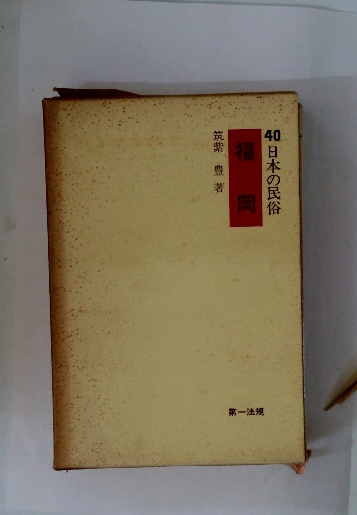 40 日本の民俗
福岡
筑紫 豊 著
第一法規